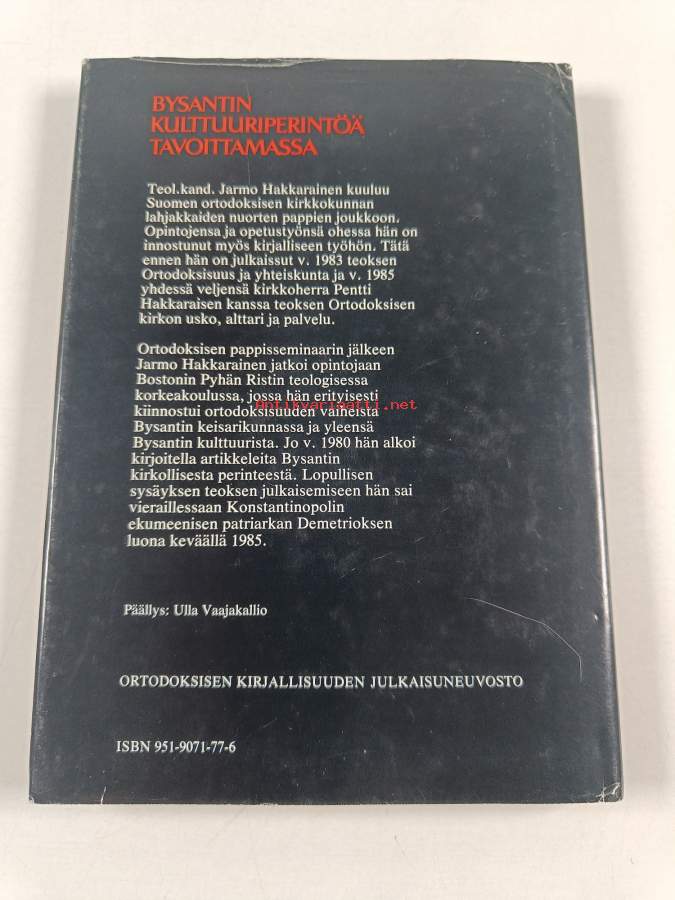 BYSANTIN
KULTTUURIPERINTÖÄ
TAVOITTAMASSA
Teol.kand. Jarmo Hakkarainen kuuluu
Suomen ortodoksisen kirkkokunnan
lahjakkaiden nuorten pappien joukkoon.
Opintojensa ja opetustyönsä ohessa hän on
innostunut myös kirjalliseen työhön. Tätä
ennen hän on julkaissut v. 1983 teoksen
Ortodoksisuus ja yhteiskunta ja v. 1985
yhdessä veljensä kirkkoherra Pentti
Hakkaraisen kanssa teoksen Ortodoksisen
kirkon usko, alttari ja palvelu.
Ortodoksisen pappisseminaarin jälkeen
Jarmo Hakkarainen jatkoi opintojaan
Bostonin Pyhän Ristin teologisessa
korkeakoulussa, jossa hän erityisesti
Antikvariaatti.net
kiinnostui ortodoksisuuden vaiheista
Bysantin keisarikunnassa ja yleensä
Bysantin kulttuurista. Jo v. 1980 hän alkoi
kirjoitella artikkeleita Bysantin
kirkollisesta perinteestä. Lopullisen
sysäyksen teoksen julkaisemiseen hän sai
vieraillessaan Konstantinopolin
ekumeenisen patriarkan Demetrioksen
luona keväällä 1985.
Päällys: Ulla Vaajakallio
ORTODOKSISEN KIRJALLISUUDEN JULKAISUNEUVOSTO
ISBN 951-9071-77-6